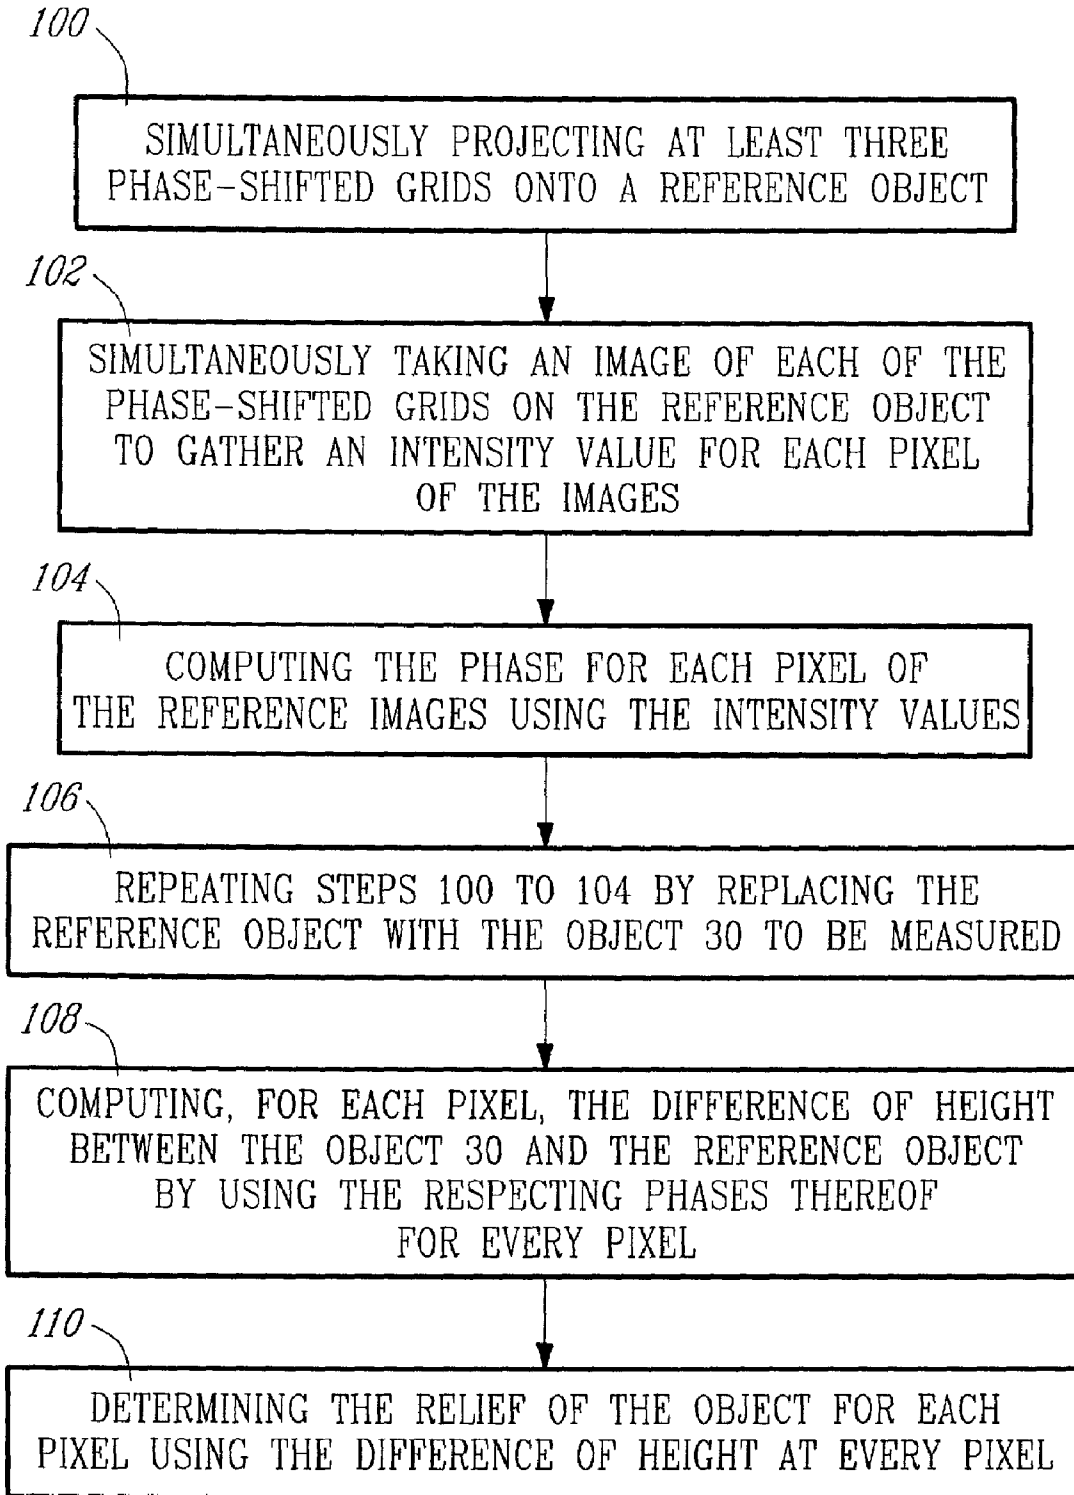 100
SIMULTANEOUSLY PROJECTING AT LEAST THREE
PHASE-SHIFTED GRIDS ONTO A REFERENCE OBJECT
102
SIMULTANEOUSLY TAKING AN IMAGE OF EACH OF THE
PHASE-SHIFTED GRIDS ON THE REFERENCE OBJECT
TO GATHER AN INTENSITY VALUE FOR EACH PIXEL
OF THE IMAGES
104
COMPUTING THE PHASE FOR EACH PIXEL OF
THE REFERENCE IMAGES USING THE INTENSITY VALUES
106
REPEATING STEPS 100 TO 104 BY REPLACING THE
REFERENCE OBJECT WITH THE OBJECT 30 TO BE MEASURED
108
COMPUTING, FOR EACH PIXEL, THE DIFFERENCE OF HEIGHT
BETWEEN THE OBJECT 30 AND THE REFERENCE OBJECT
BY USING THE RESPECTING PHASES THEREOF
FOR EVERY PIXEL
110
DETERMINING THE RELIEF OF THE OBJECT FOR EACH
PIXEL USING THE DIFFERENCE OF HEIGHT AT EVERY PIXEL